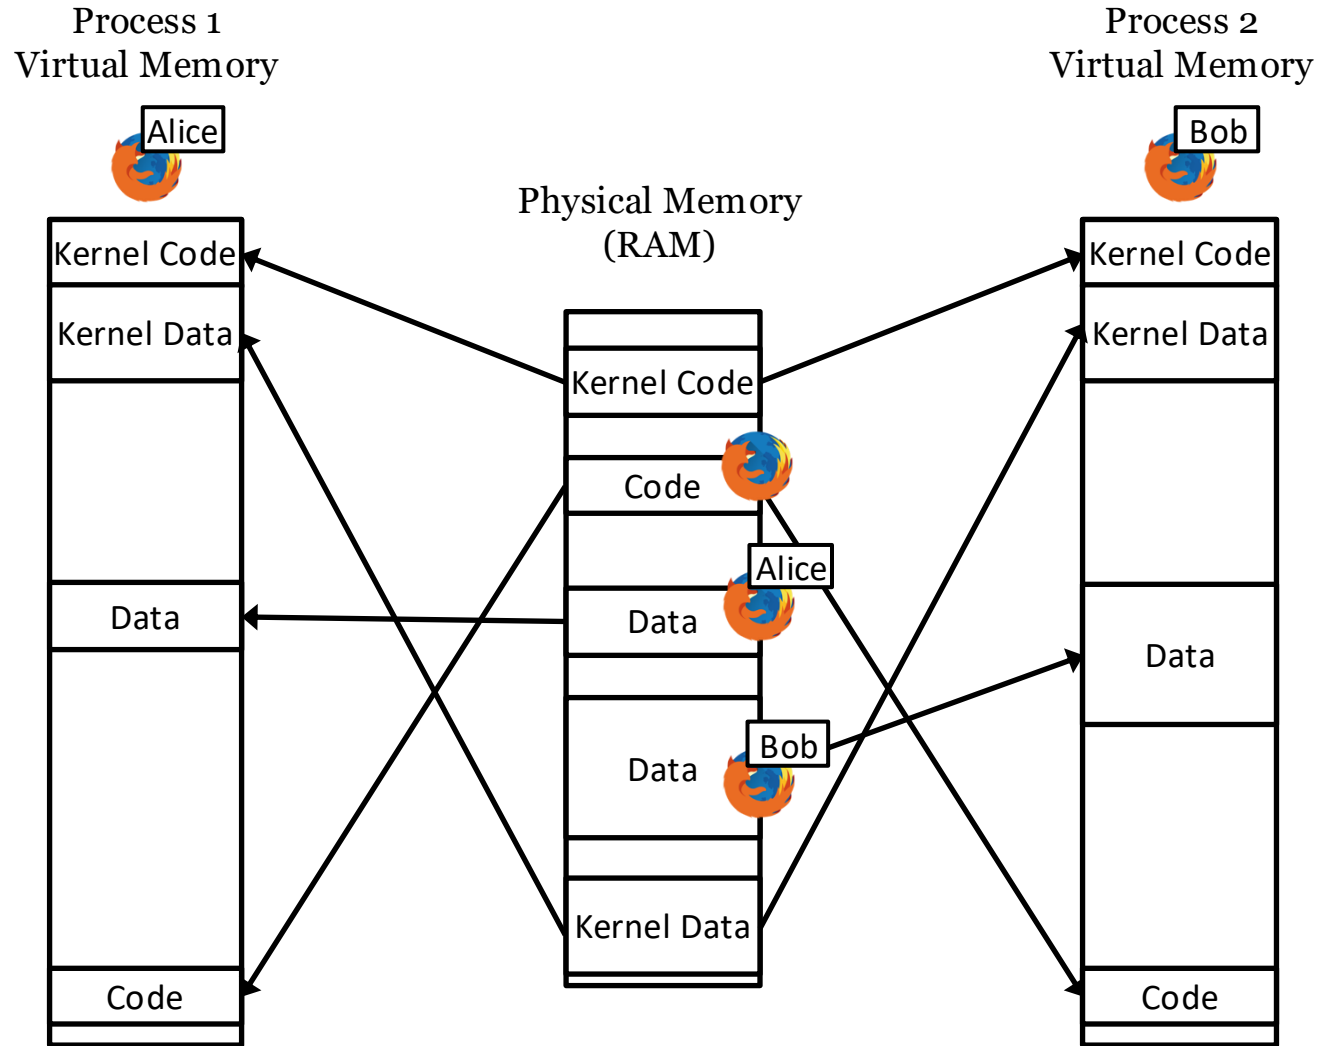 Process 1
Virtual Memory
Alice
Kernel Code
Kernel Data
Data
Code
Physical Memory
(RAM)
Kernel Code
Code
Alice
Data
Bob
Data
Kernel Data
Process 2
Virtual Memory
Bob
Kernel Code
Kernel Data
Data
Code